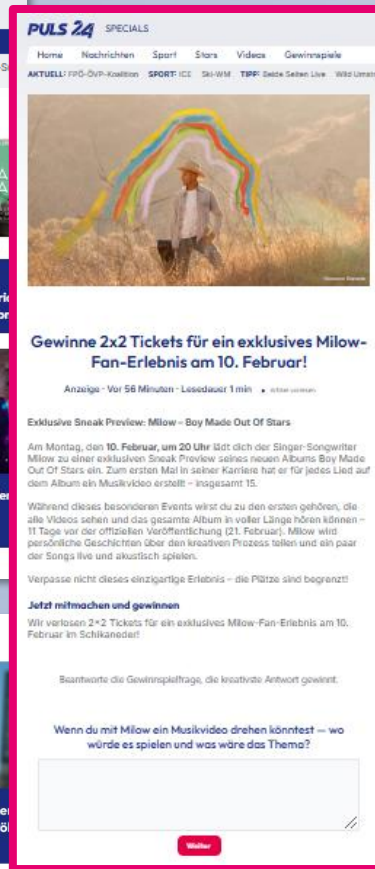 PULS 24 SPECIALS
Home Nachrichten Sport Stars Videos Gewinnspiele
AKTUELL: FPÖ-ÖVP-Koalition SPORT: ICE Ski-WM TIPP: Beide Seiten Live Wild Umstr
Gewinne 2x2 Tickets für ein exklusives Milow-
Fan-Erlebnis am 10. Februar!
Anzeige · Vor 56 Minuten · Lesedauer 1 min
Exklusive Sneak Preview: Milow – Boy Made Out Of Stars
Am Montag, den 10. Februar, um 20 Uhr lädt dich der Singer-Songwriter
Milow zu einer exklusiven Sneak Preview seines neuen Albums Boy Made
Out Of Stars ein. Zum ersten Mal in seiner Karriere hat er für jedes Lied auf
dem Album ein Musikvideo erstellt – insgesamt 15.
Während dieses besonderen Events wirst du zu den ersten gehören, die
alle Videos sehen und das gesamte Album in voller Länge hören können –
11 Tage vor der offiziellen Veröffentlichung (21. Februar). Milow wird
persönliche Geschichten über den kreativen Prozess teilen und ein paar
der Songs live und akustisch spielen.
Verpasse nicht dieses einzigartige Erlebnis – die Plätze sind begrenzt!
Jetzt mitmachen und gewinnen
Wir verlosen 2×2 Tickets für ein exklusives Milow-Fan-Erlebnis am 10.
Februar im Schikaneder!
Beantworte die Gewinnspielfrage, die kreativste Antwort gewinnt.
Wenn du mit Milow ein Musikvideo drehen könntest — wo
würde es spielen und was wäre das Thema?
Weiter